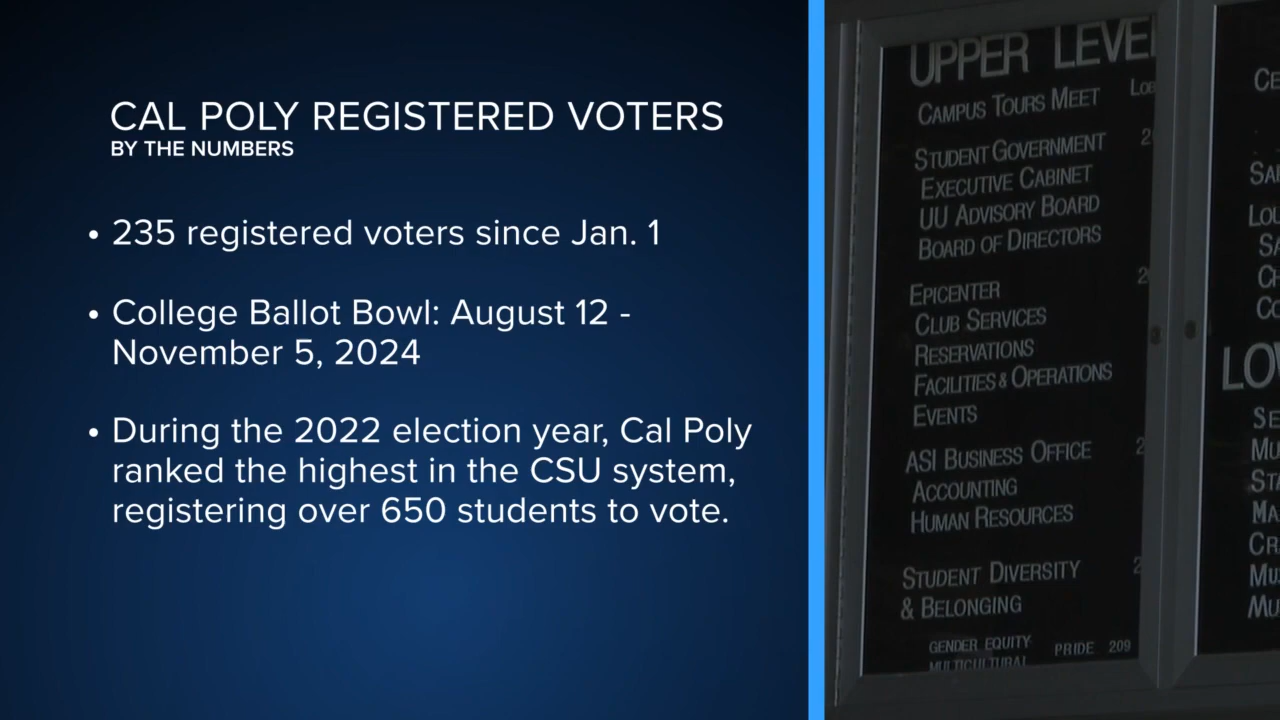 CAL POLY REGISTERED VOTERS
BY THE NUMBERS
• 235 registered voters since Jan. 1
• College Ballot Bowl: August 12 -
November 5, 2024
• During the 2022 election year, Cal Poly
ranked the highest in the CSU system,
registering over 650 students to vote.
UPPER LEVEL
CAMPUS TOURS MEET
STUDENT GOVERNMENT
EXECUTIVE CABINET
UU ADVISORY BOARD
BOARD OF DIRECTORS
EPICENTER
CLUB SERVICES
RESERVATIONS
FACILITIES & OPERATIONS
EVENTS
ASI BUSINESS OFFICE
ACCOUNTING
HUMAN RESOURCES
STUDENT DIVERSITY
& BELONGING
GENDER EQUITY PRIDE 209
MULTICULTURAL